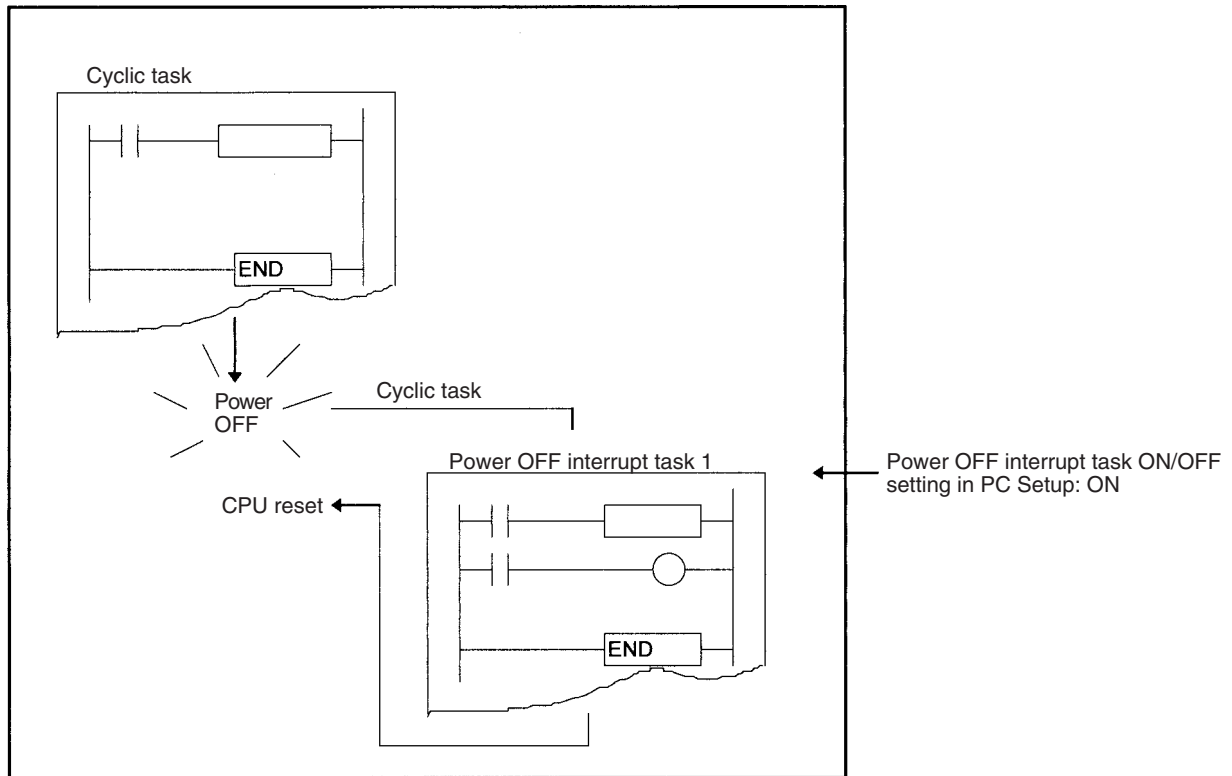 Cyclic task
END
Power
OFF
Cyclic task
Power OFF interrupt task 1
Power OFF interrupt task ON/OFF
setting in PC Setup: ON
CPU reset
END